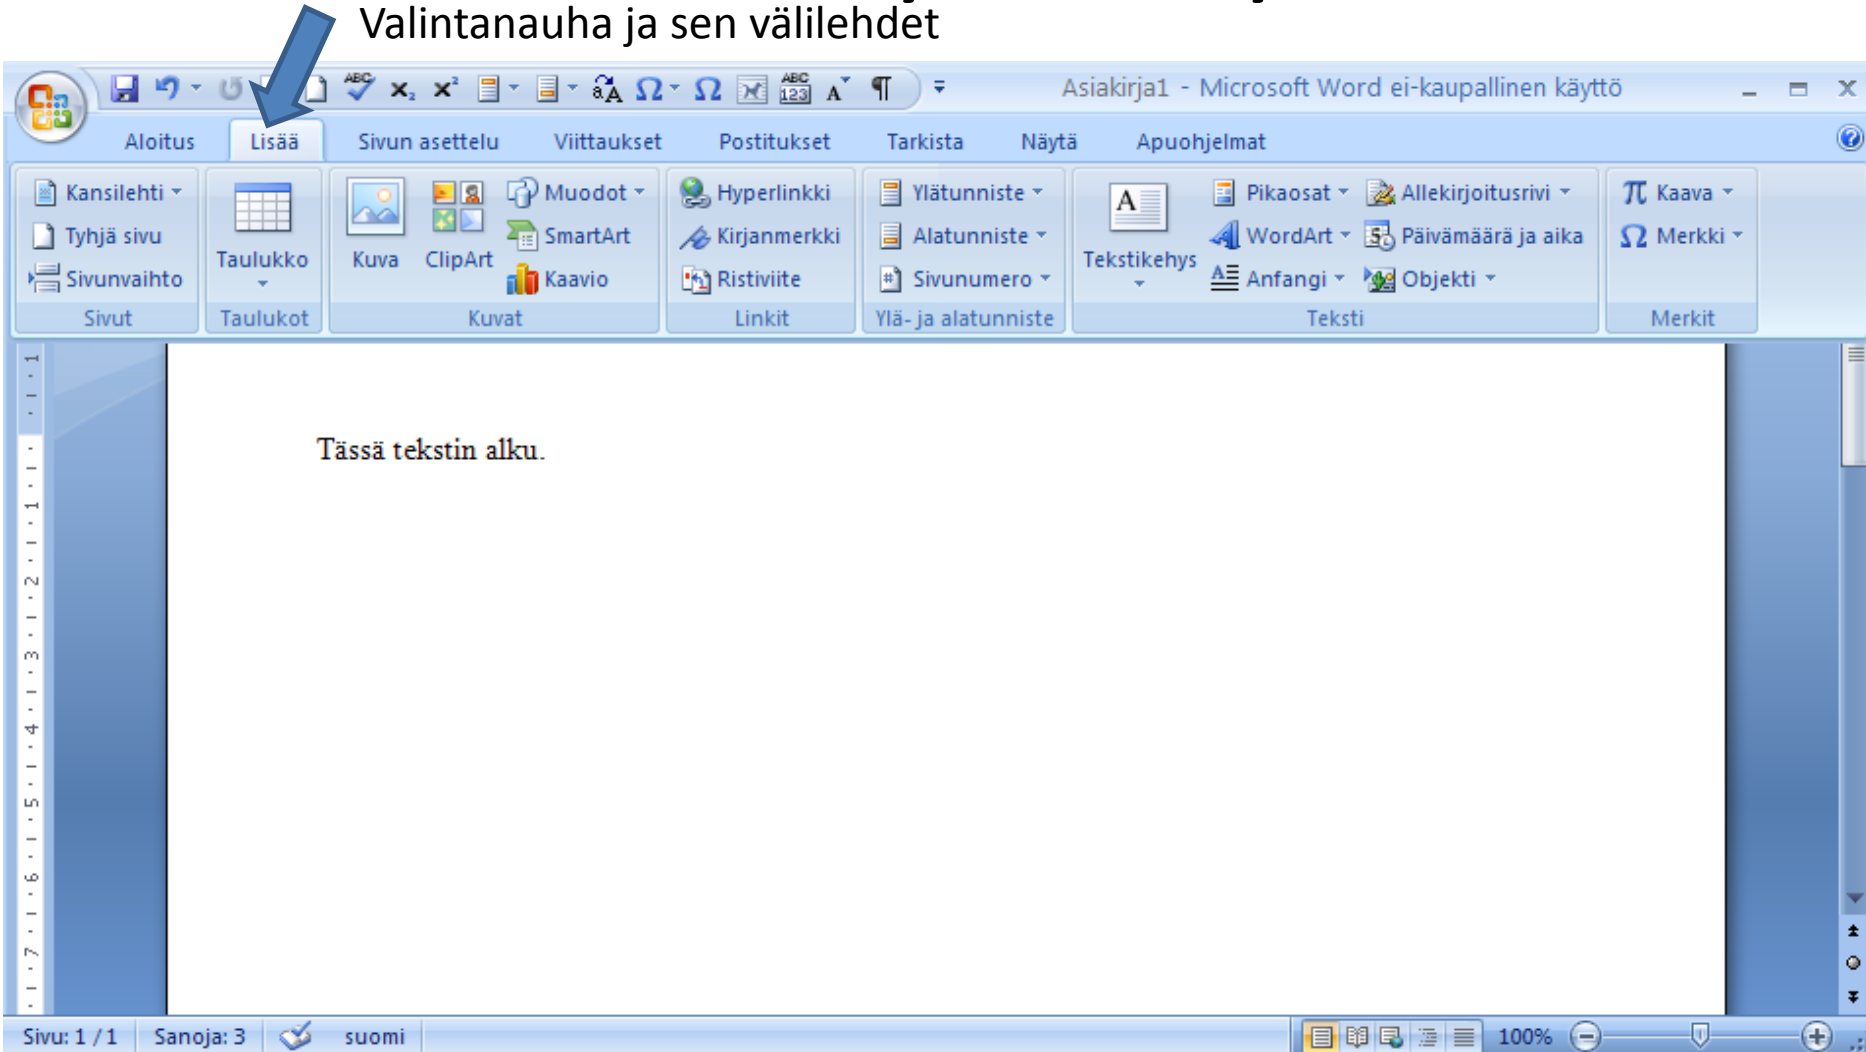 Valintanauha ja sen välilehdet
Asiakirja1 - Microsoft Word ei-kaupallinen käyttö
Aloitus Lisää Sivun asettelu Viittaukset Postitukset Tarkista Näytä Apuohjelmat
Kansilehti Muodot Hyperlinkki Ylätunniste Pikaosat Allekirjoitusrivi π Kaava
Tyhjä sivu SmartArt Kirjanmerkki Alatunniste WordArt Päivämäärä ja aika Ω Merkki
Taulukko Kuva ClipArt Tekstikehys
Sivunvaihto Kaavio Ristiviite Sivunumero Anfangi Objekti
Sivut Taulukot Kuvat Linkit Ylä- ja alatunniste Teksti Merkit
Tässä tekstin alku.
Sivu: 1 / 1 Sanoja: 3 suomi 100%